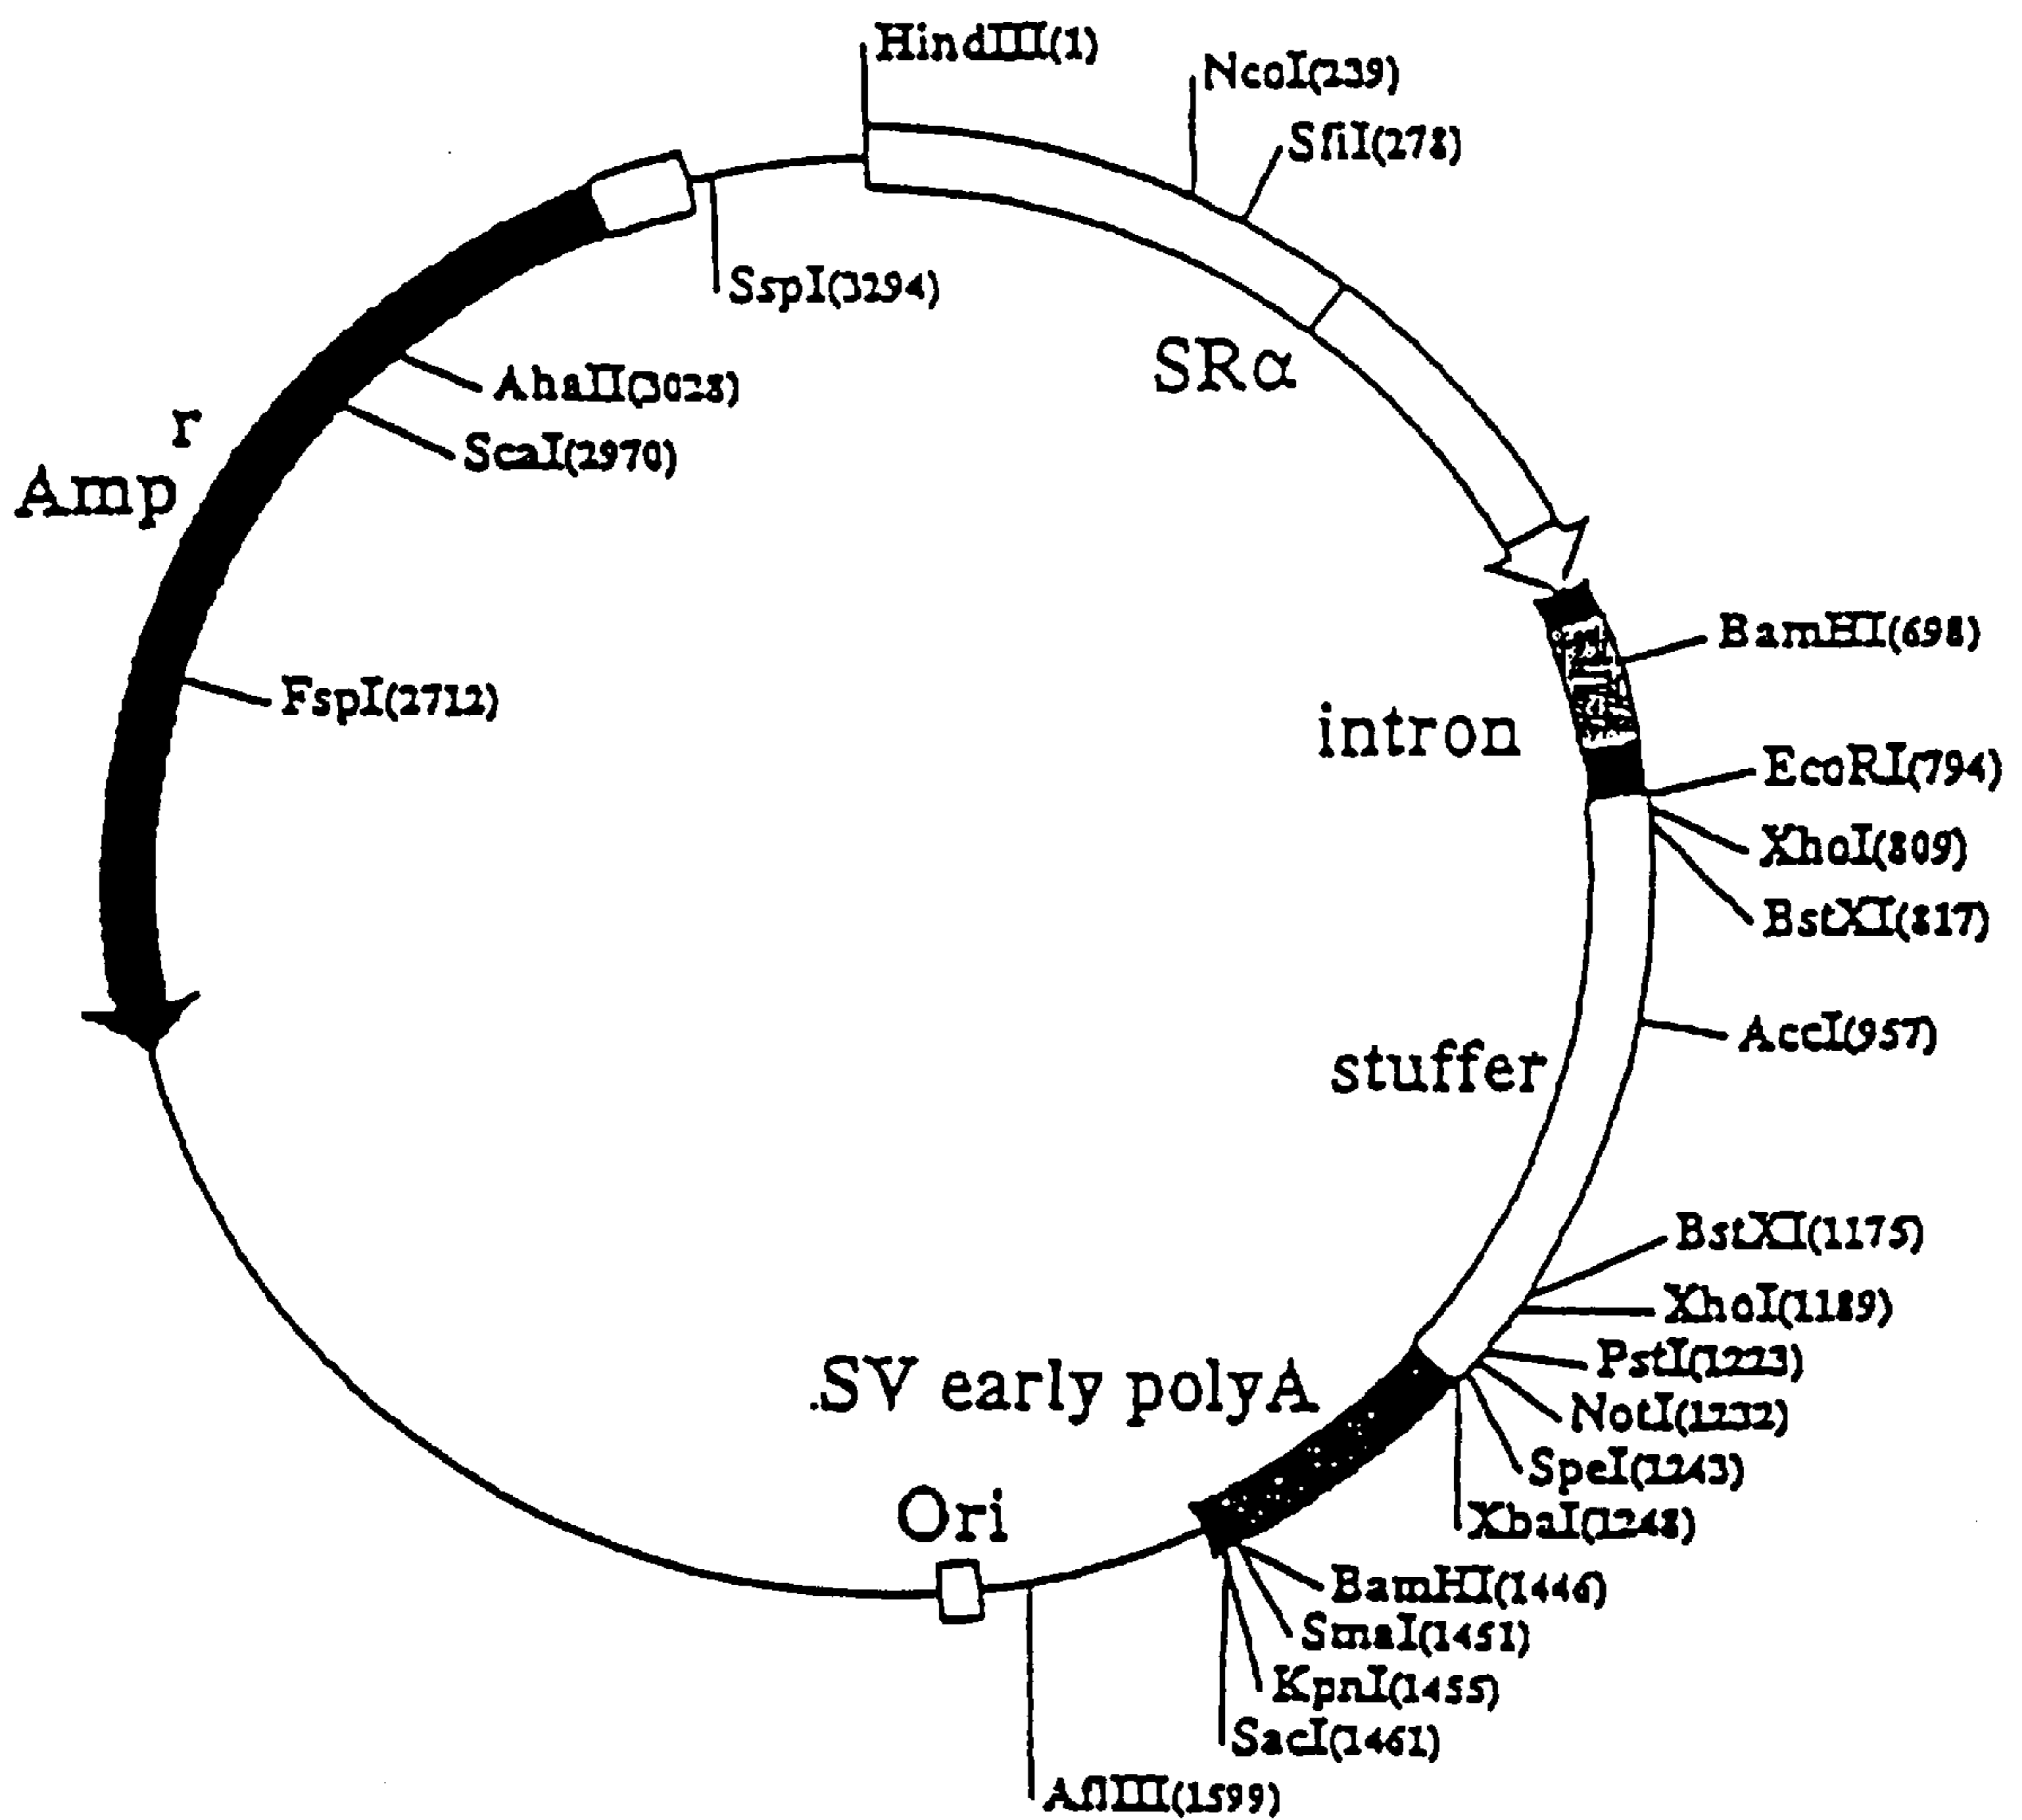 HindIII(1)
NcoI(239)
SfiI(278)
SspI(3294)
SRα
AhaII(3028)
ScaI(2970)
Amp r
BamHI(698)
FspI(2712)
intron
EcoRI(794)
XhoI(809)
BstXI(817)
AccI(957)
stuffer
BstXI(1175)
XhoI(1189)
PstI(1223)
SV early polyA
NotI(1232)
SpeI(1243)
XbaI(1248)
Ori
BamHI(1446)
SmaI(1451)
KpnI(1455)
SacI(1461)
AflIII(1599)